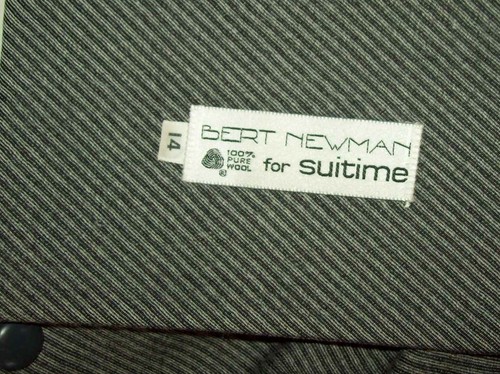 BERT NEWMAN
100%
PURE
WOOL
®
for Suitime
14